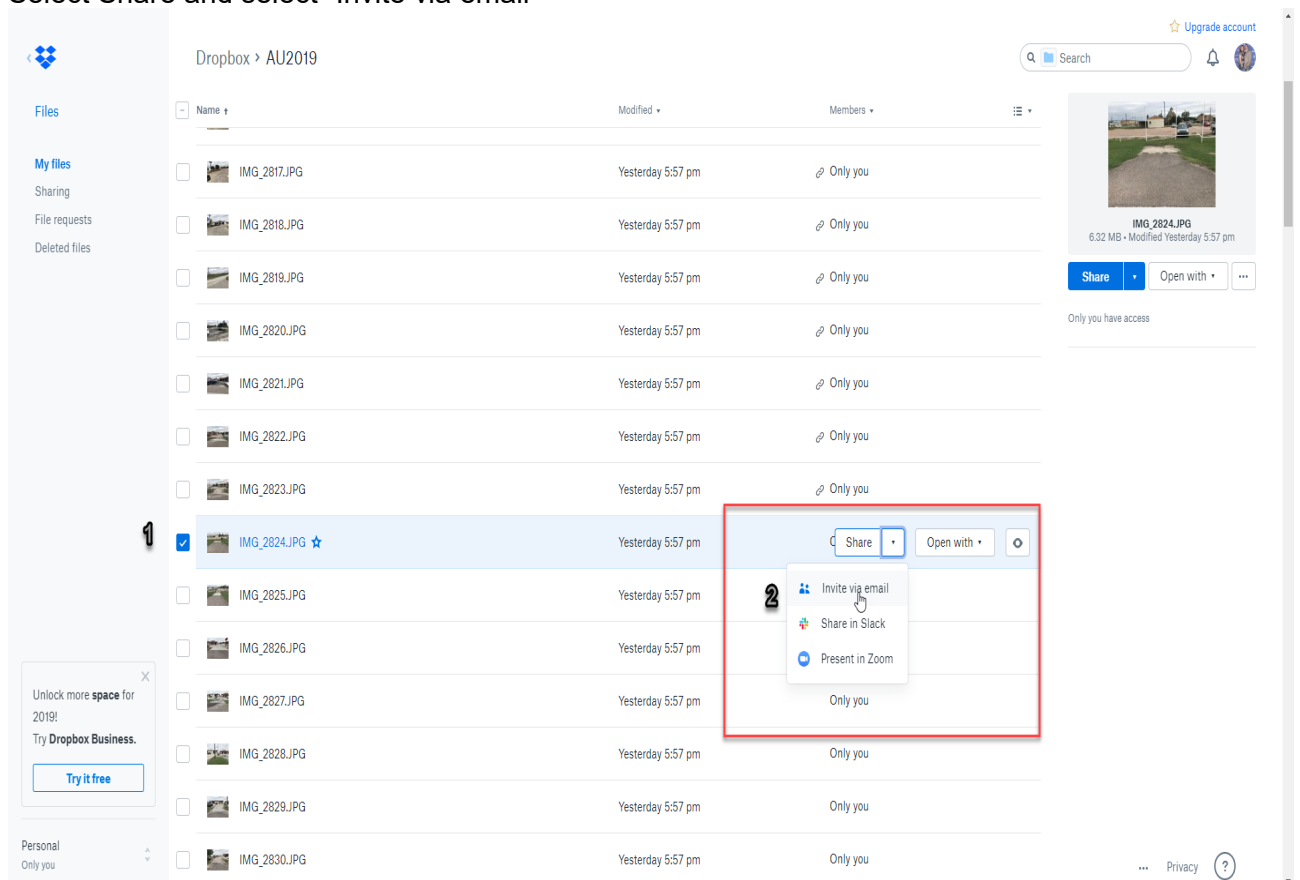 Select Share and select "Invite via email"
Upgrade account
Dropbox › AU2019
Search
Files
My files
Sharing
File requests
Deleted files
Name ↑ Modified ▾ Members ▾
IMG_2817.JPG Yesterday 5:57 pm Only you
IMG_2818.JPG Yesterday 5:57 pm Only you
IMG_2819.JPG Yesterday 5:57 pm Only you
IMG_2820.JPG Yesterday 5:57 pm Only you
IMG_2821.JPG Yesterday 5:57 pm Only you
IMG_2822.JPG Yesterday 5:57 pm Only you
IMG_2823.JPG Yesterday 5:57 pm Only you
1 IMG_2824.JPG Yesterday 5:57 pm Share Open with ▾
2 Invite via email
Share in Slack
Present in Zoom
IMG_2825.JPG Yesterday 5:57 pm
IMG_2826.JPG Yesterday 5:57 pm
IMG_2827.JPG Yesterday 5:57 pm Only you
IMG_2828.JPG Yesterday 5:57 pm Only you
IMG_2829.JPG Yesterday 5:57 pm Only you
IMG_2830.JPG Yesterday 5:57 pm Only you
IMG_2824.JPG
6.32 MB • Modified Yesterday 5:57 pm
Share Open with ▾ ...
Only you have access
X
Unlock more space for
2019!
Try Dropbox Business.
Try it free
Personal
Only you
... Privacy ?